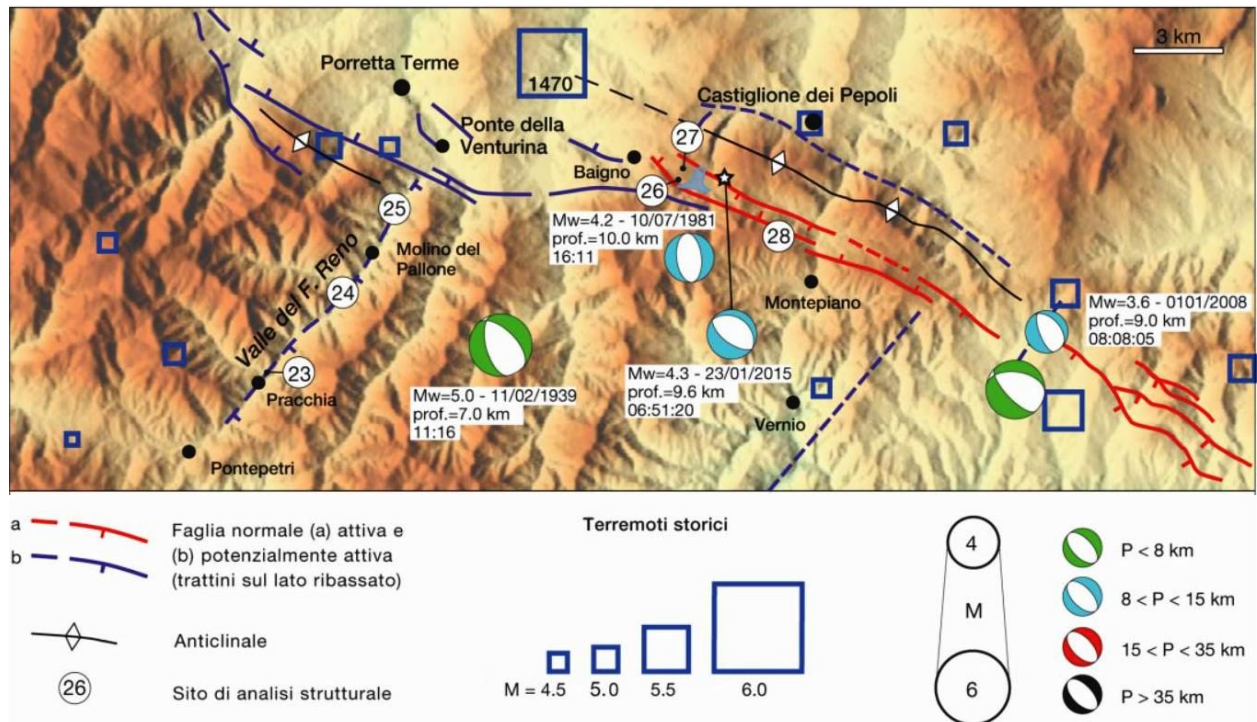 3 km
Porretta Terme
1470
Castiglione dei Pepoli
Ponte della
Venturina
27
Baigno
26
25
Mw=4.2 - 10/07/1981
prof.=10.0 km
16:11
28
Molino del
Pallone
24
Valle del F. Reno
Montepiano
Mw=3.6 - 0101/2008
prof.=9.0 km
08:08:05
23
Pracchia
Mw=4.3 - 23/01/2015
prof.=9.6 km
06:51:20
Mw=5.0 - 11/02/1939
prof.=7.0 km
11:16
Vernio
Pontepetri
a
b
Faglia normale (a) attiva e
(b) potenzialmente attiva
(trattini sul lato ribassato)
Anticlinale
26
Sito di analisi strutturale
Terremoti storici
M = 4.5 5.0 5.5 6.0
4
M
6
P < 8 km
8 < P < 15 km
15 < P < 35 km
P > 35 km